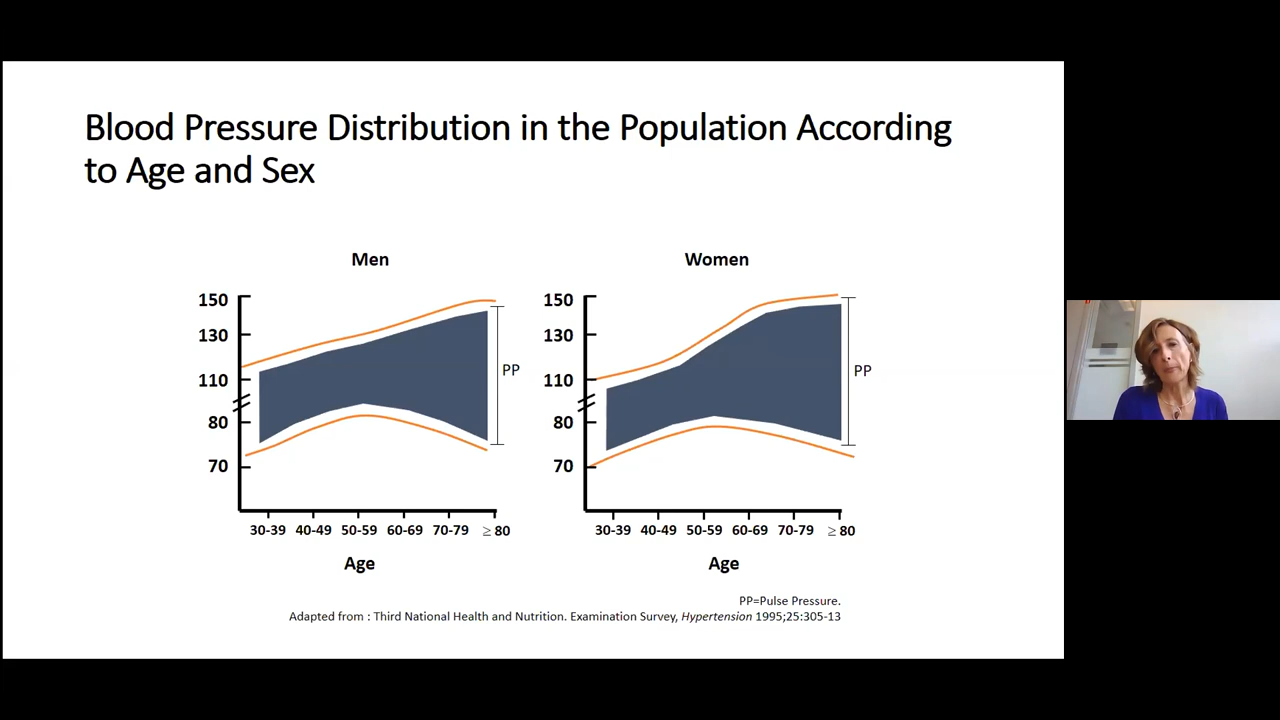 Blood Pressure Distribution in the Population According
to Age and Sex
Men
150
130
110
80
70
PP
30-39 40-49 50-59 60-69 70-79 ≥ 80
Age
Women
150
130
110
80
70
PP
30-39 40-49 50-59 60-69 70-79 ≥ 80
Age
PP=Pulse Pressure.
Adapted from : Third National Health and Nutrition. Examination Survey, Hypertension 1995;25:305-13